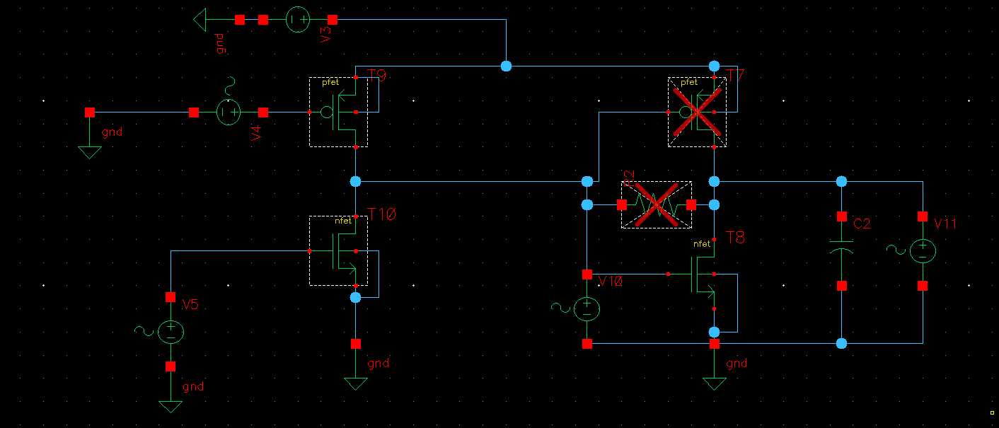 gnd
V3
T9
pfet
T7
pfet
gnd
V4
R2
T10
nfet
C2
V11
T8
nfet
V10
V5
gnd
gnd
gnd